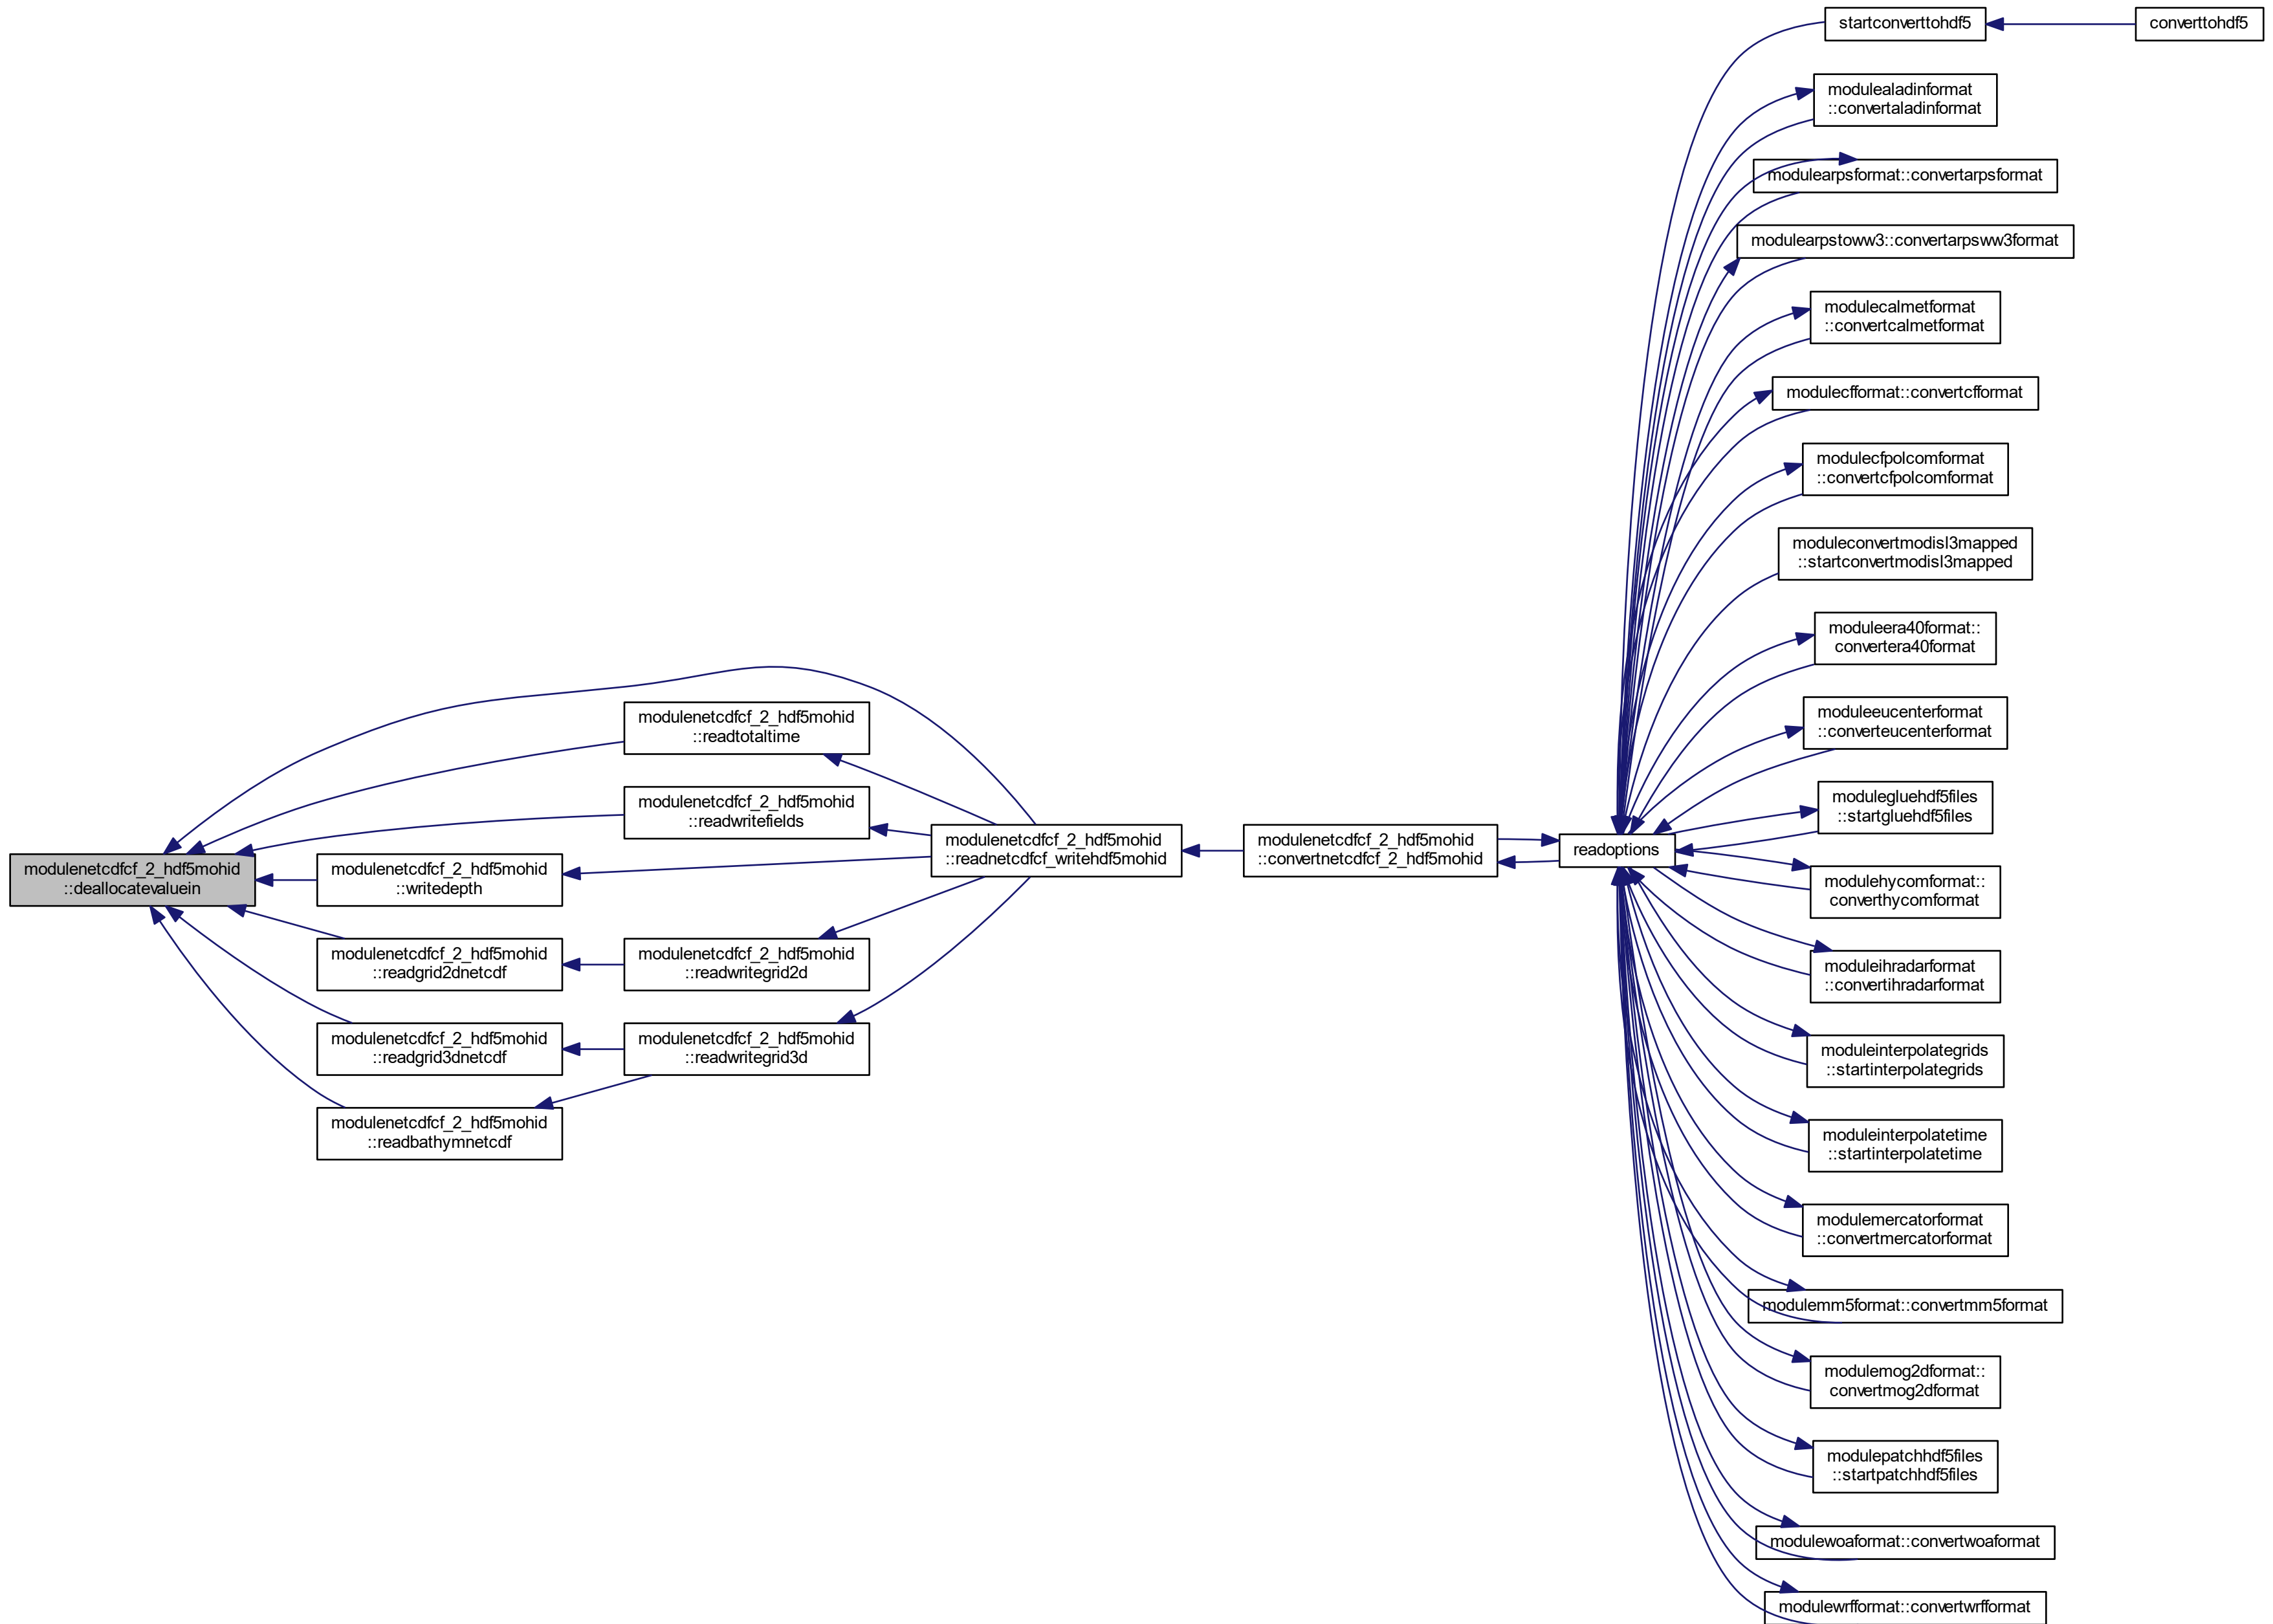 startconverttohdf5
converttohdf5
modulealadinformat
::convertaladinformat
modulearpsformat::convertarpsformat
modulearpstoww3::convertarpsww3format
modulecalmetformat
::convertcalmetformat
modulecfformat::convertcfformat
modulecfpolcomformat
::convertcfpolcomformat
moduleconvertmodisl3mapped
::startconvertmodisl3mapped
moduleera40format::
convertera40format
moduleeucenterformat
::converteucenterformat
modulegluehdf5files
::startgluehdf5files
modulehycomformat::
converthycomformat
moduleihradarformat
::convertihradarformat
moduleinterpolategrids
::startinterpolategrids
moduleinterpolatetime
::startinterpolatetime
modulemercatorformat
::convertmercatorformat
modulemm5format::convertmm5format
modulemog2dformat::
convertmog2dformat
modulepatchhdf5files
::startpatchhdf5files
modulewoaformat::convertwoaformat
modulewrfformat::convertwrfformat
readoptions
modulenetcdfcf_2_hdf5mohid
::convertnetcdfcf_2_hdf5mohid
modulenetcdfcf_2_hdf5mohid
::readnetcdfcf_writehdf5mohid
modulenetcdfcf_2_hdf5mohid
::readtotaltime
modulenetcdfcf_2_hdf5mohid
::readwritefields
modulenetcdfcf_2_hdf5mohid
::writedepth
modulenetcdfcf_2_hdf5mohid
::readgrid2dnetcdf
modulenetcdfcf_2_hdf5mohid
::readwritegrid2d
modulenetcdfcf_2_hdf5mohid
::readgrid3dnetcdf
modulenetcdfcf_2_hdf5mohid
::readwritegrid3d
modulenetcdfcf_2_hdf5mohid
::readbathymnetcdf
modulenetcdfcf_2_hdf5mohid
::deallocatevaluein